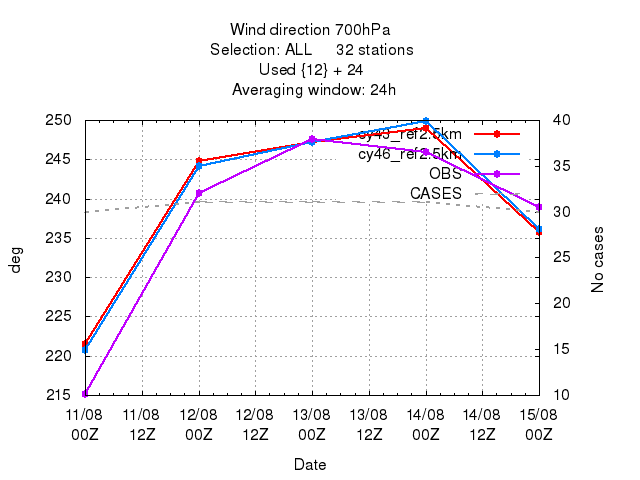 Wind direction 700hPa
Selection: ALL 32 stations
Used {12} + 24
Averaging window: 24h
250 40
cy43_ref2.5km
245 35
cy46_ref2.5km
OBS
240
CASES
30
235
deg
No cases
25
230
225 20
220 15
215 10
11/08 11/08 12/08 12/08 13/08 13/08 14/08 14/08 15/08
00Z 12Z 00Z 12Z 00Z 12Z 00Z 12Z 00Z
Date